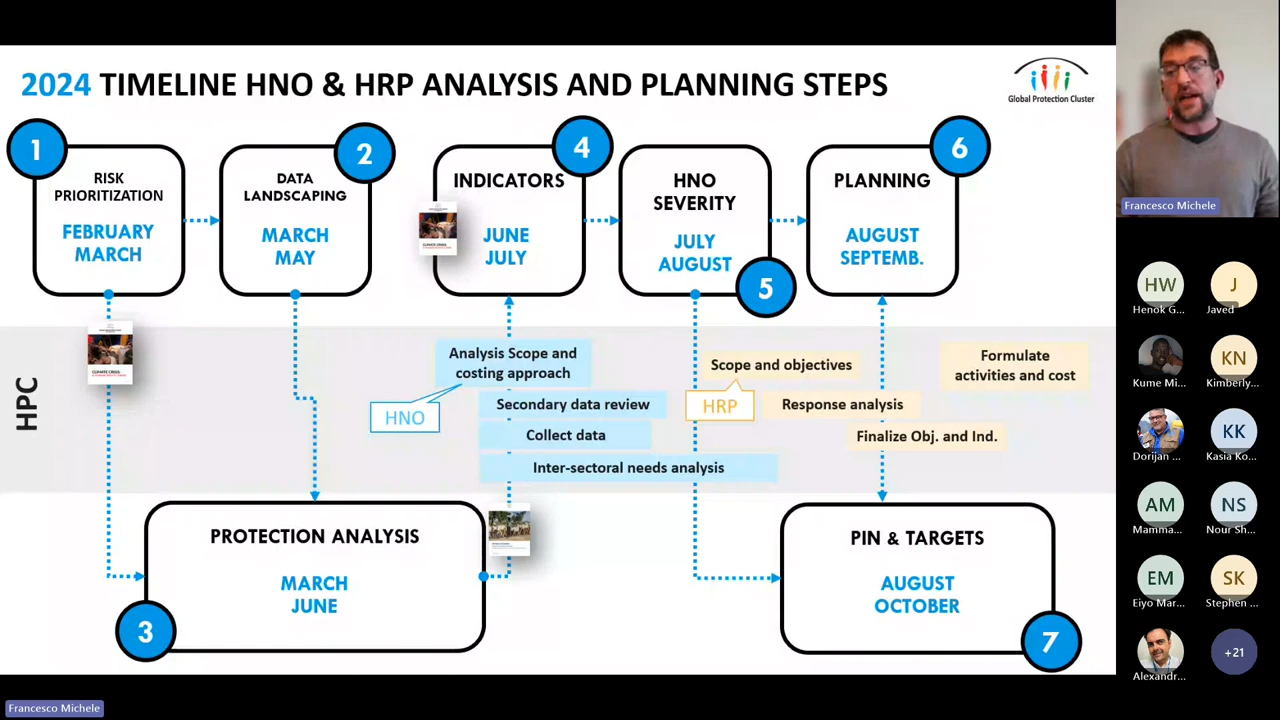 2024 TIMELINE HNO & HRP ANALYSIS AND PLANNING STEPS
Global Protection Cluster
1
RISK
PRIORITIZATION
FEBRUARY
MARCH
2
DATA
LANDSCAPING
MARCH
MAY
4
INDICATORS
JUNE
JULY
HNO
SEVERITY
JULY
AUGUST
5
6
PLANNING
AUGUST
SEPTEMB.
HPC
CLIMATE CRISIS:
Analysis Scope and
costing approach
HNO
Secondary data review
Collect data
Inter-sectoral needs analysis
Scope and objectives
HRP
Response analysis
Finalize Obj. and Ind.
Formulate
activities and cost
PROTECTION ANALYSIS
MARCH
JUNE
3
PIN & TARGETS
AUGUST
OCTOBER
7
Francesco Michele
HW
Henok G...
J
Javed
Kume Mi...
KN
Kimberly...
Dorijan ...
KK
Kasia Ko...
AM
Mamma...
NS
Nour Sh...
EM
Eiyo Mar...
SK
Stephen ...
Alexandr...
+21
Francesco Michele